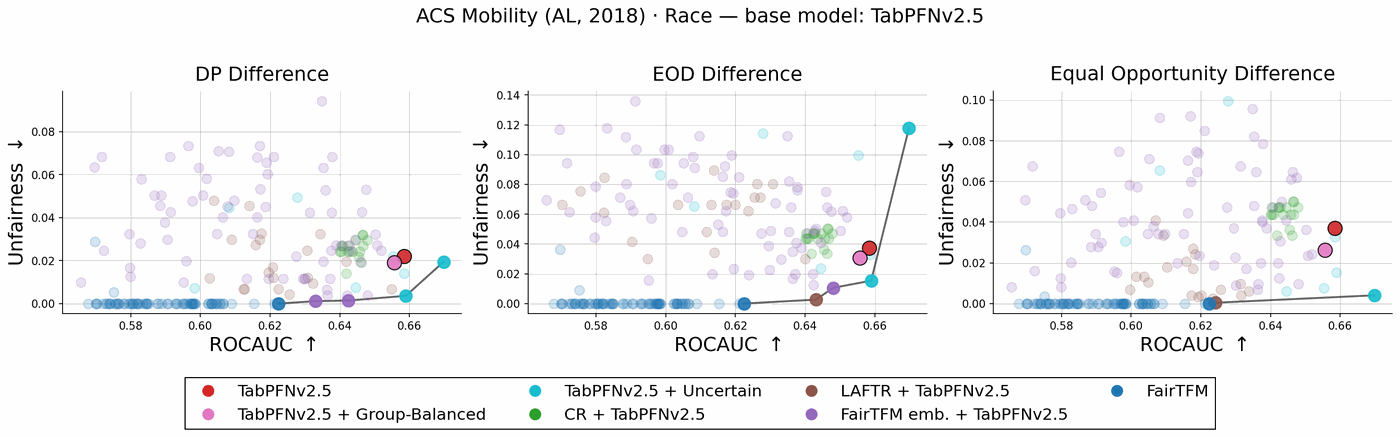 ACS Mobility (AL, 2018) · Race — base model: TabPFNv2.5
DP Difference
EOD Difference
Equal Opportunity Difference
Unfairness ↓
0.08
0.06
0.04
0.02
0.00
0.58 0.60 0.62 0.64 0.66
ROCAUC ↑
Unfairness ↓
0.14
0.12
0.10
0.08
0.06
0.04
0.02
0.00
0.58 0.60 0.62 0.64 0.66
ROCAUC ↑
Unfairness ↓
0.10
0.08
0.06
0.04
0.02
0.00
0.58 0.60 0.62 0.64 0.66
ROCAUC ↑
TabPFNv2.5
TabPFNv2.5 + Group-Balanced
TabPFNv2.5 + Uncertain
CR + TabPFNv2.5
LAFTR + TabPFNv2.5
FairTFM emb. + TabPFNv2.5
FairTFM